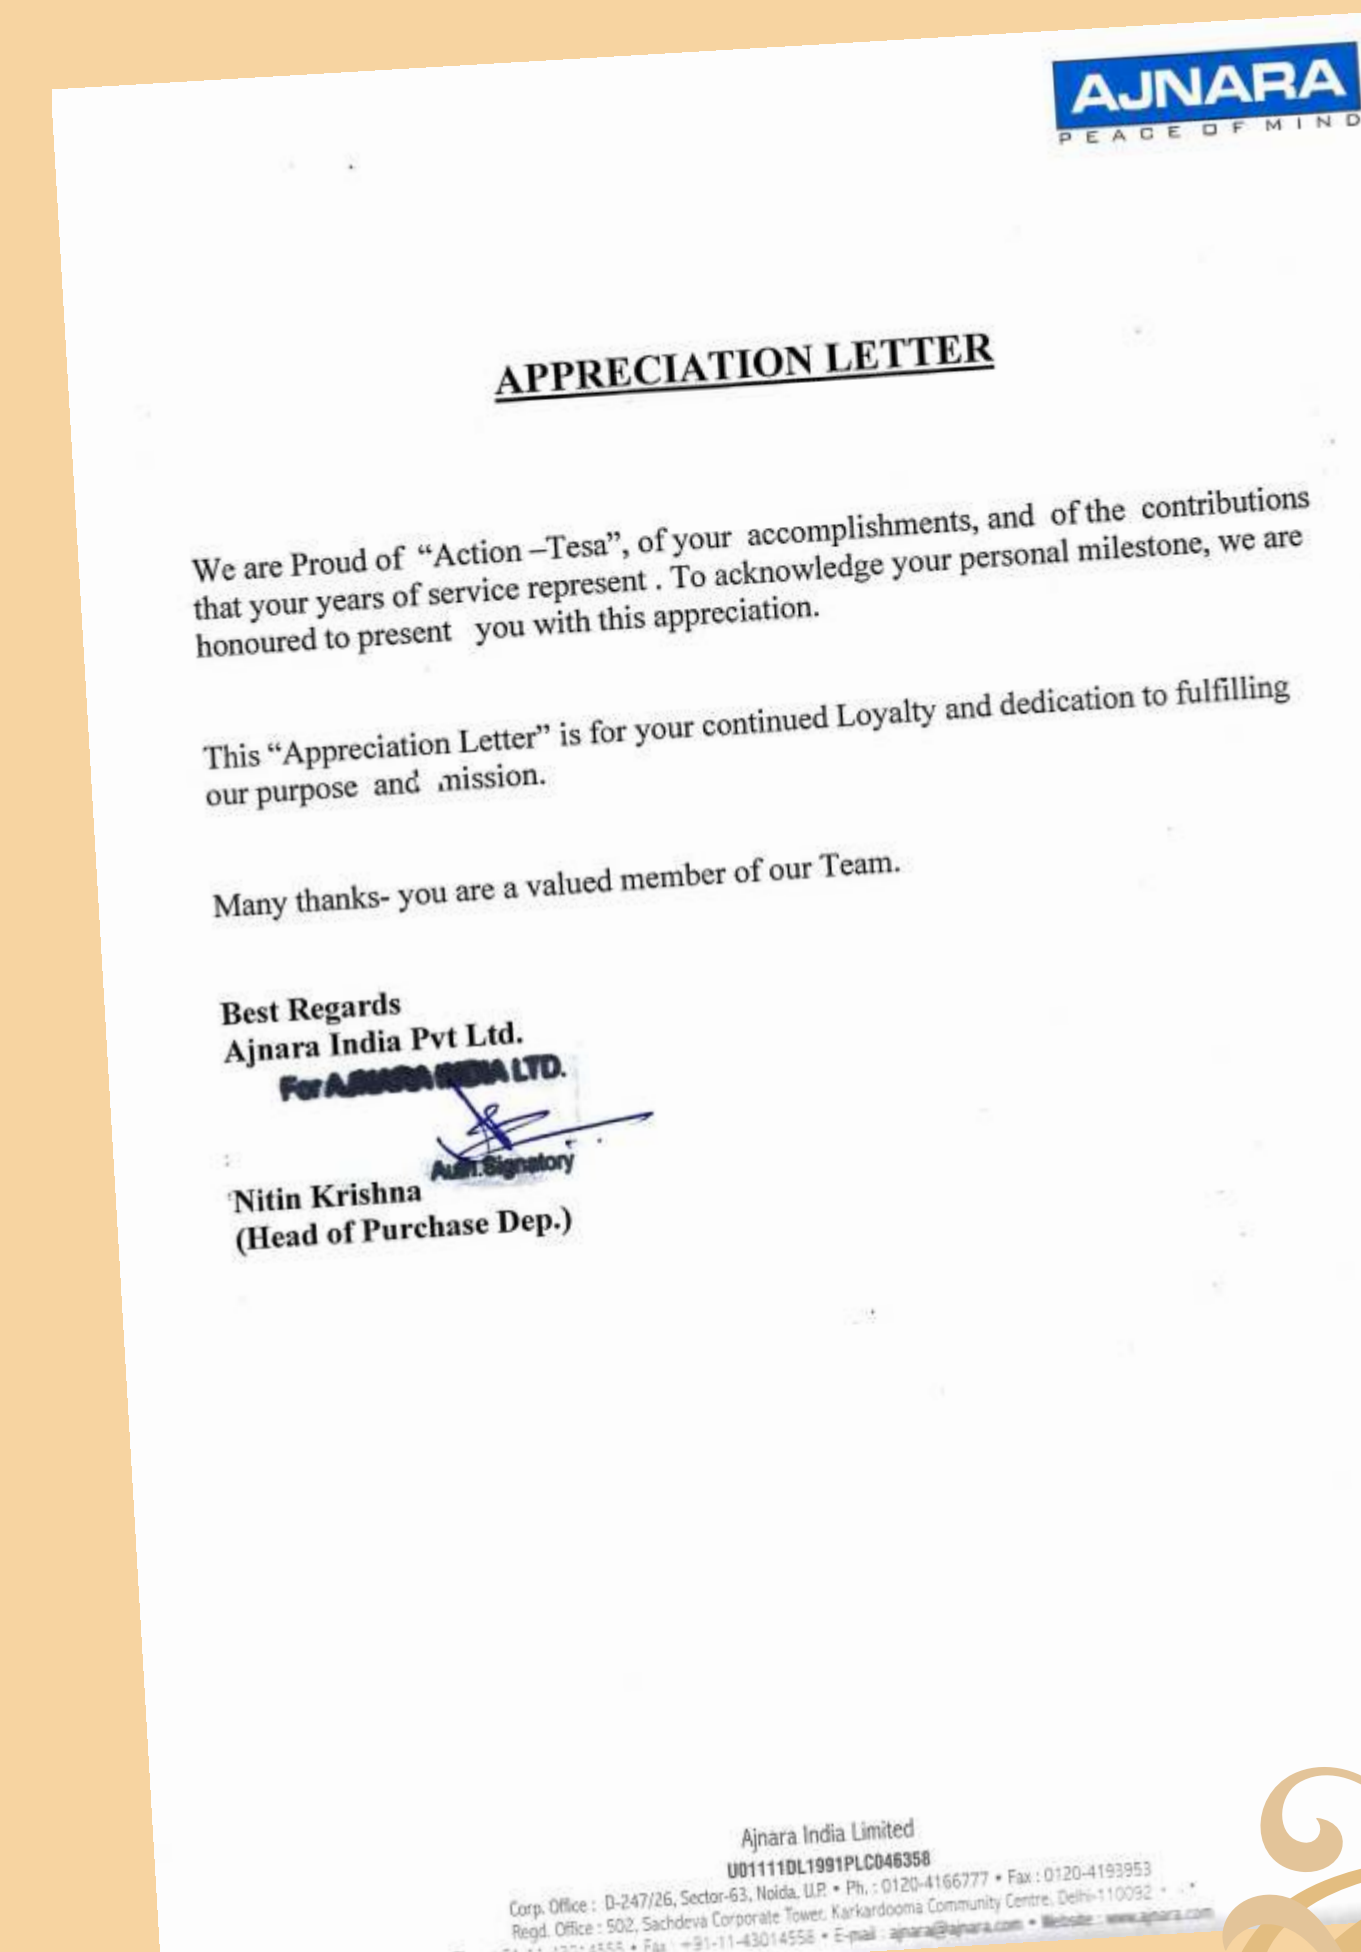 AJNARA
PEACE OF MIND
APPRECIATION LETTER
We are Proud of “Action –Tesa”, of your accomplishments, and of the contributions
that your years of service represent . To acknowledge your personal milestone, we are
honoured to present you with this appreciation.
This “Appreciation Letter” is for your continued Loyalty and dedication to fulfilling
our purpose and mission.
Many thanks- you are a valued member of our Team.
Best Regards
Ajnara India Pvt Ltd.
For AJNARA INDIA LTD.
Auth.Signatory
Nitin Krishna
(Head of Purchase Dep.)
Ajnara India Limited
U01111DL1991PLC046358
Corp. Office : D-247/26, Sector-63, Noida, U.P. • Ph. : 0120-4166777 • Fax : 0120-4193953
Regd. Office : 502, Sachdeva Corporate Tower, Karkardooma Community Centre, Delhi-110092 •
• Fax : +91-11-43014558 • E-mail : ajnara@ajnara.com • Website : www.ajnara.com